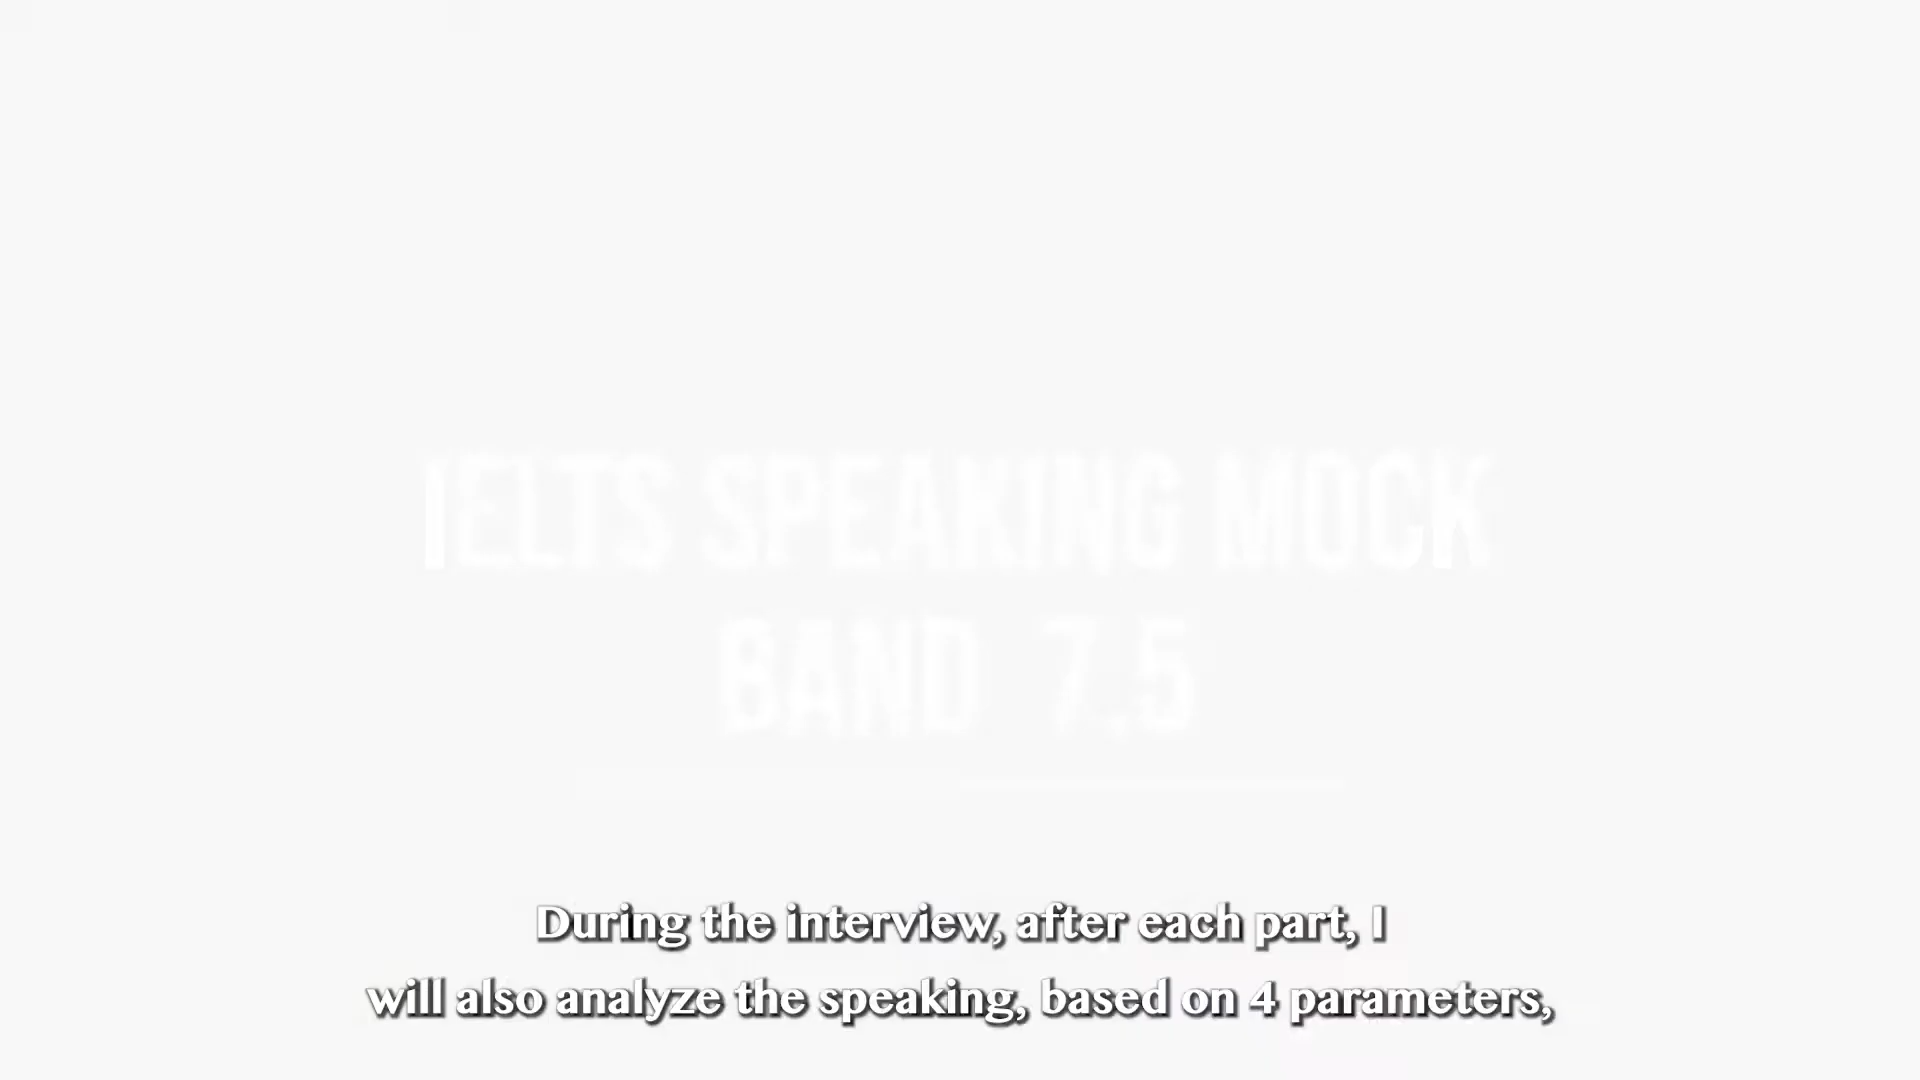 IELTS SPEAKING MOCK
BAND 7.5
During the interview, after each part, I
will also analyze the speaking, based on 4 parameters,